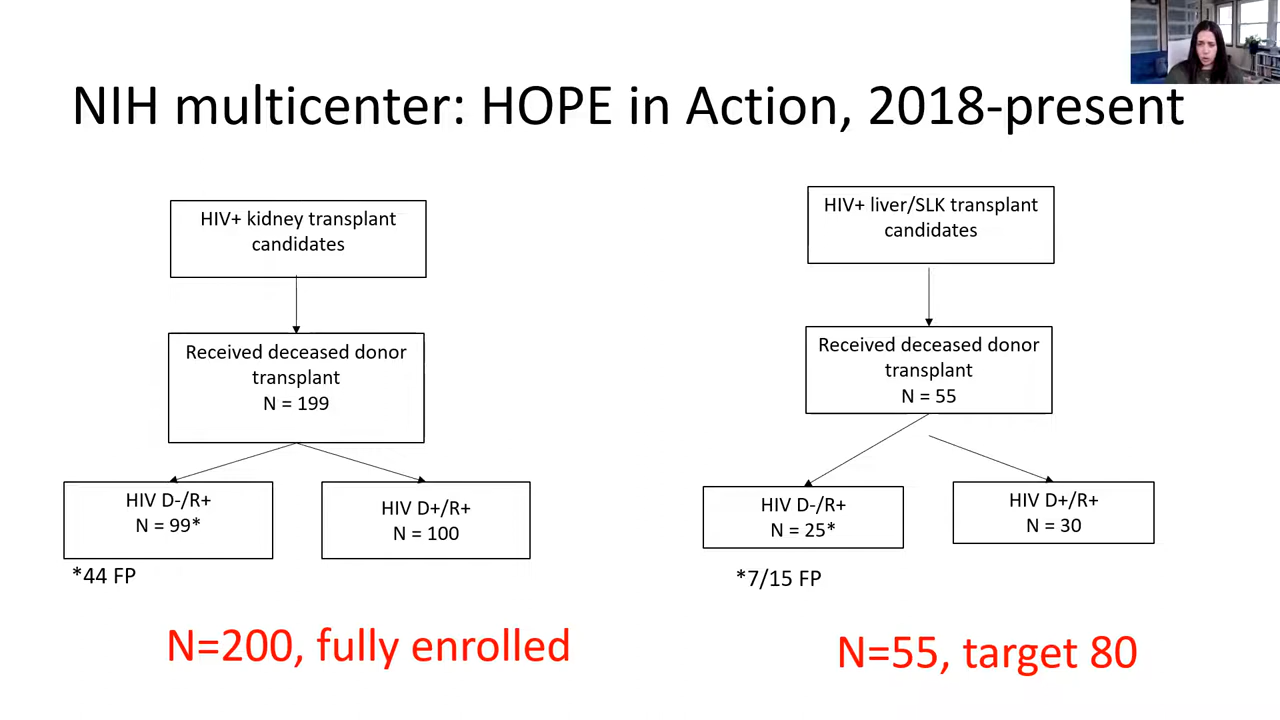 NIH multicenter: HOPE in Action, 2018-present
HIV+ kidney transplant
candidates
Received deceased donor
transplant
N = 199
HIV D-/R+
N = 99*
HIV D+/R+
N = 100
*44 FP
N=200, fully enrolled
HIV+ liver/SLK transplant
candidates
Received deceased donor
transplant
N = 55
HIV D-/R+
N = 25*
HIV D+/R+
N = 30
*7/15 FP
N=55, target 80